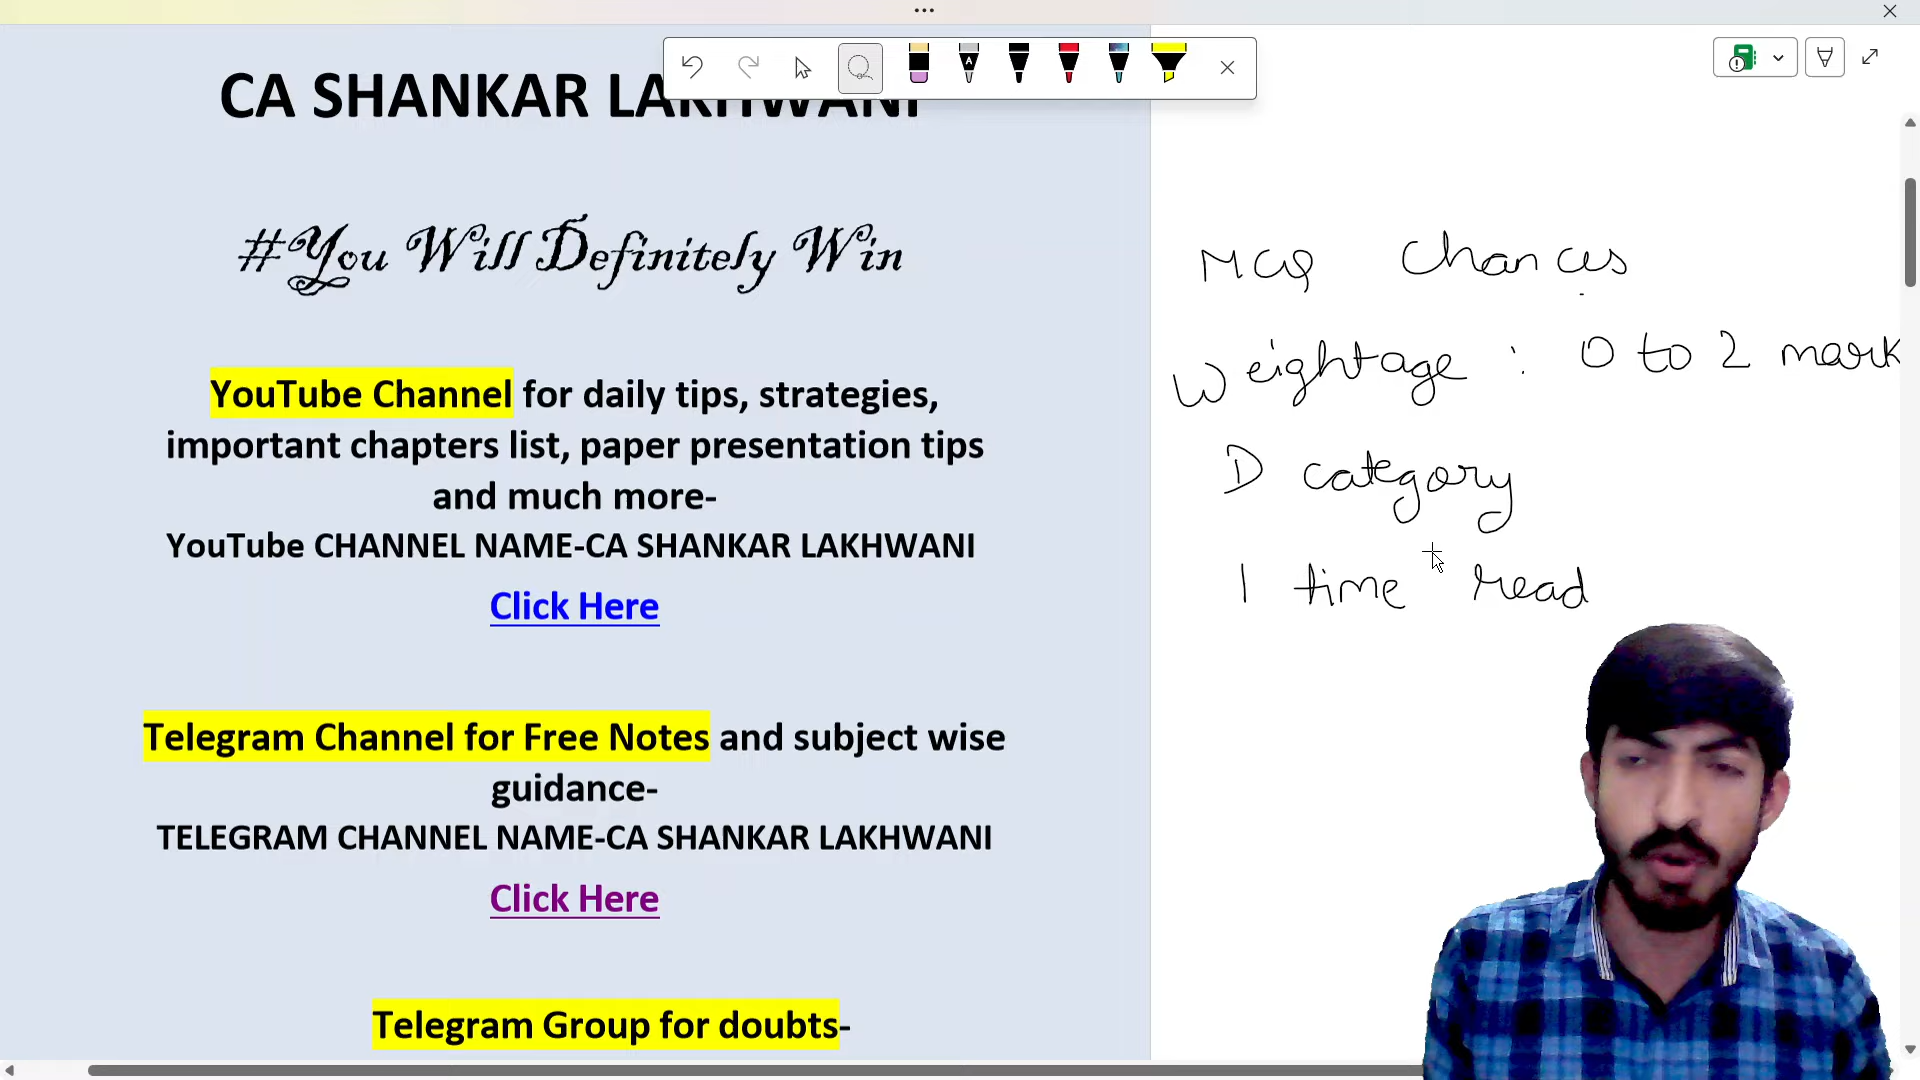 CA SHANKAR LAKHWANI
#You Will Definitely Win
YouTube Channel for daily tips, strategies,
important chapters list, paper presentation tips
and much more-
YouTube CHANNEL NAME-CA SHANKAR LAKHWANI
Click Here
Telegram Channel for Free Notes and subject wise
guidance-
TELEGRAM CHANNEL NAME-CA SHANKAR LAKHWANI
Click Here
Telegram Group for doubts-
MCQ Chances
Weightage : 0 to 2 mark
D category
1 time read